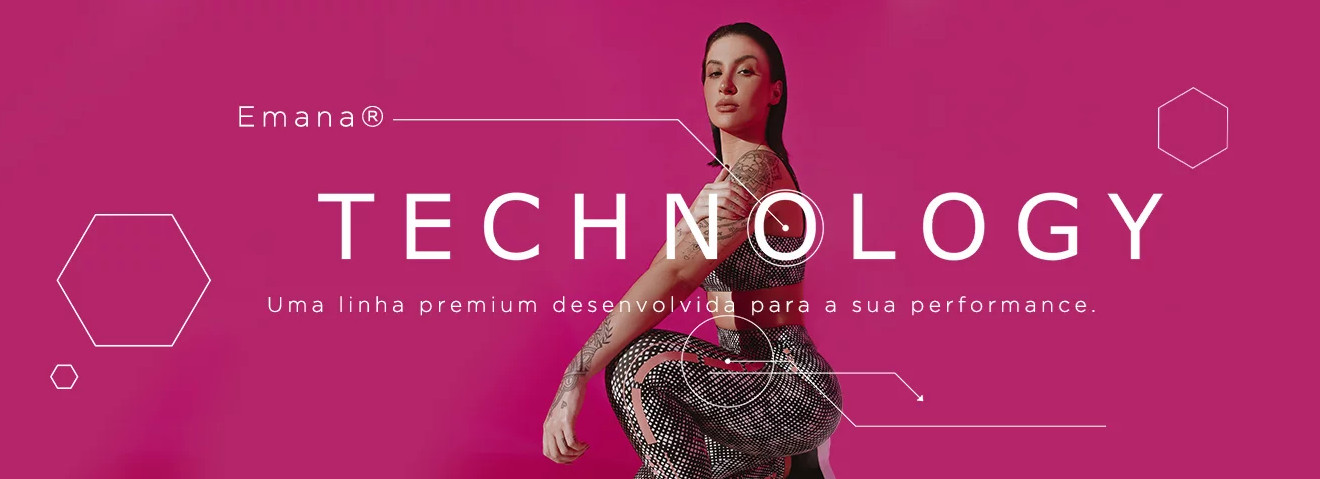 Emana®
TECHNOLOGY
Uma linha premium desenvolvida para a sua performance.